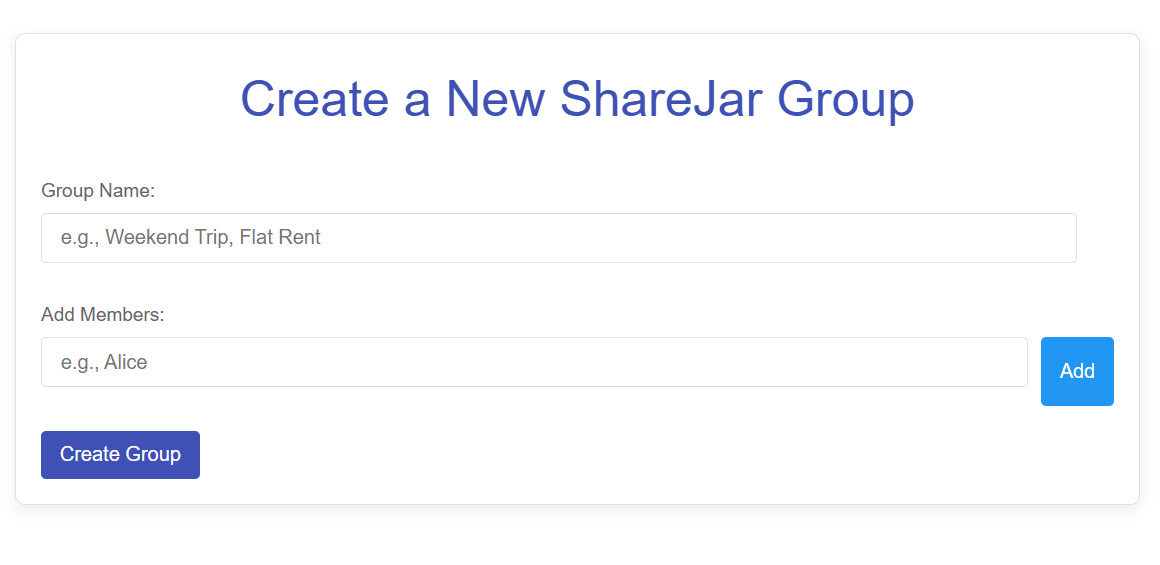 Create a New ShareJar Group
Group Name:
e.g., Weekend Trip, Flat Rent
Add Members:
e.g., Alice
Add
Create Group